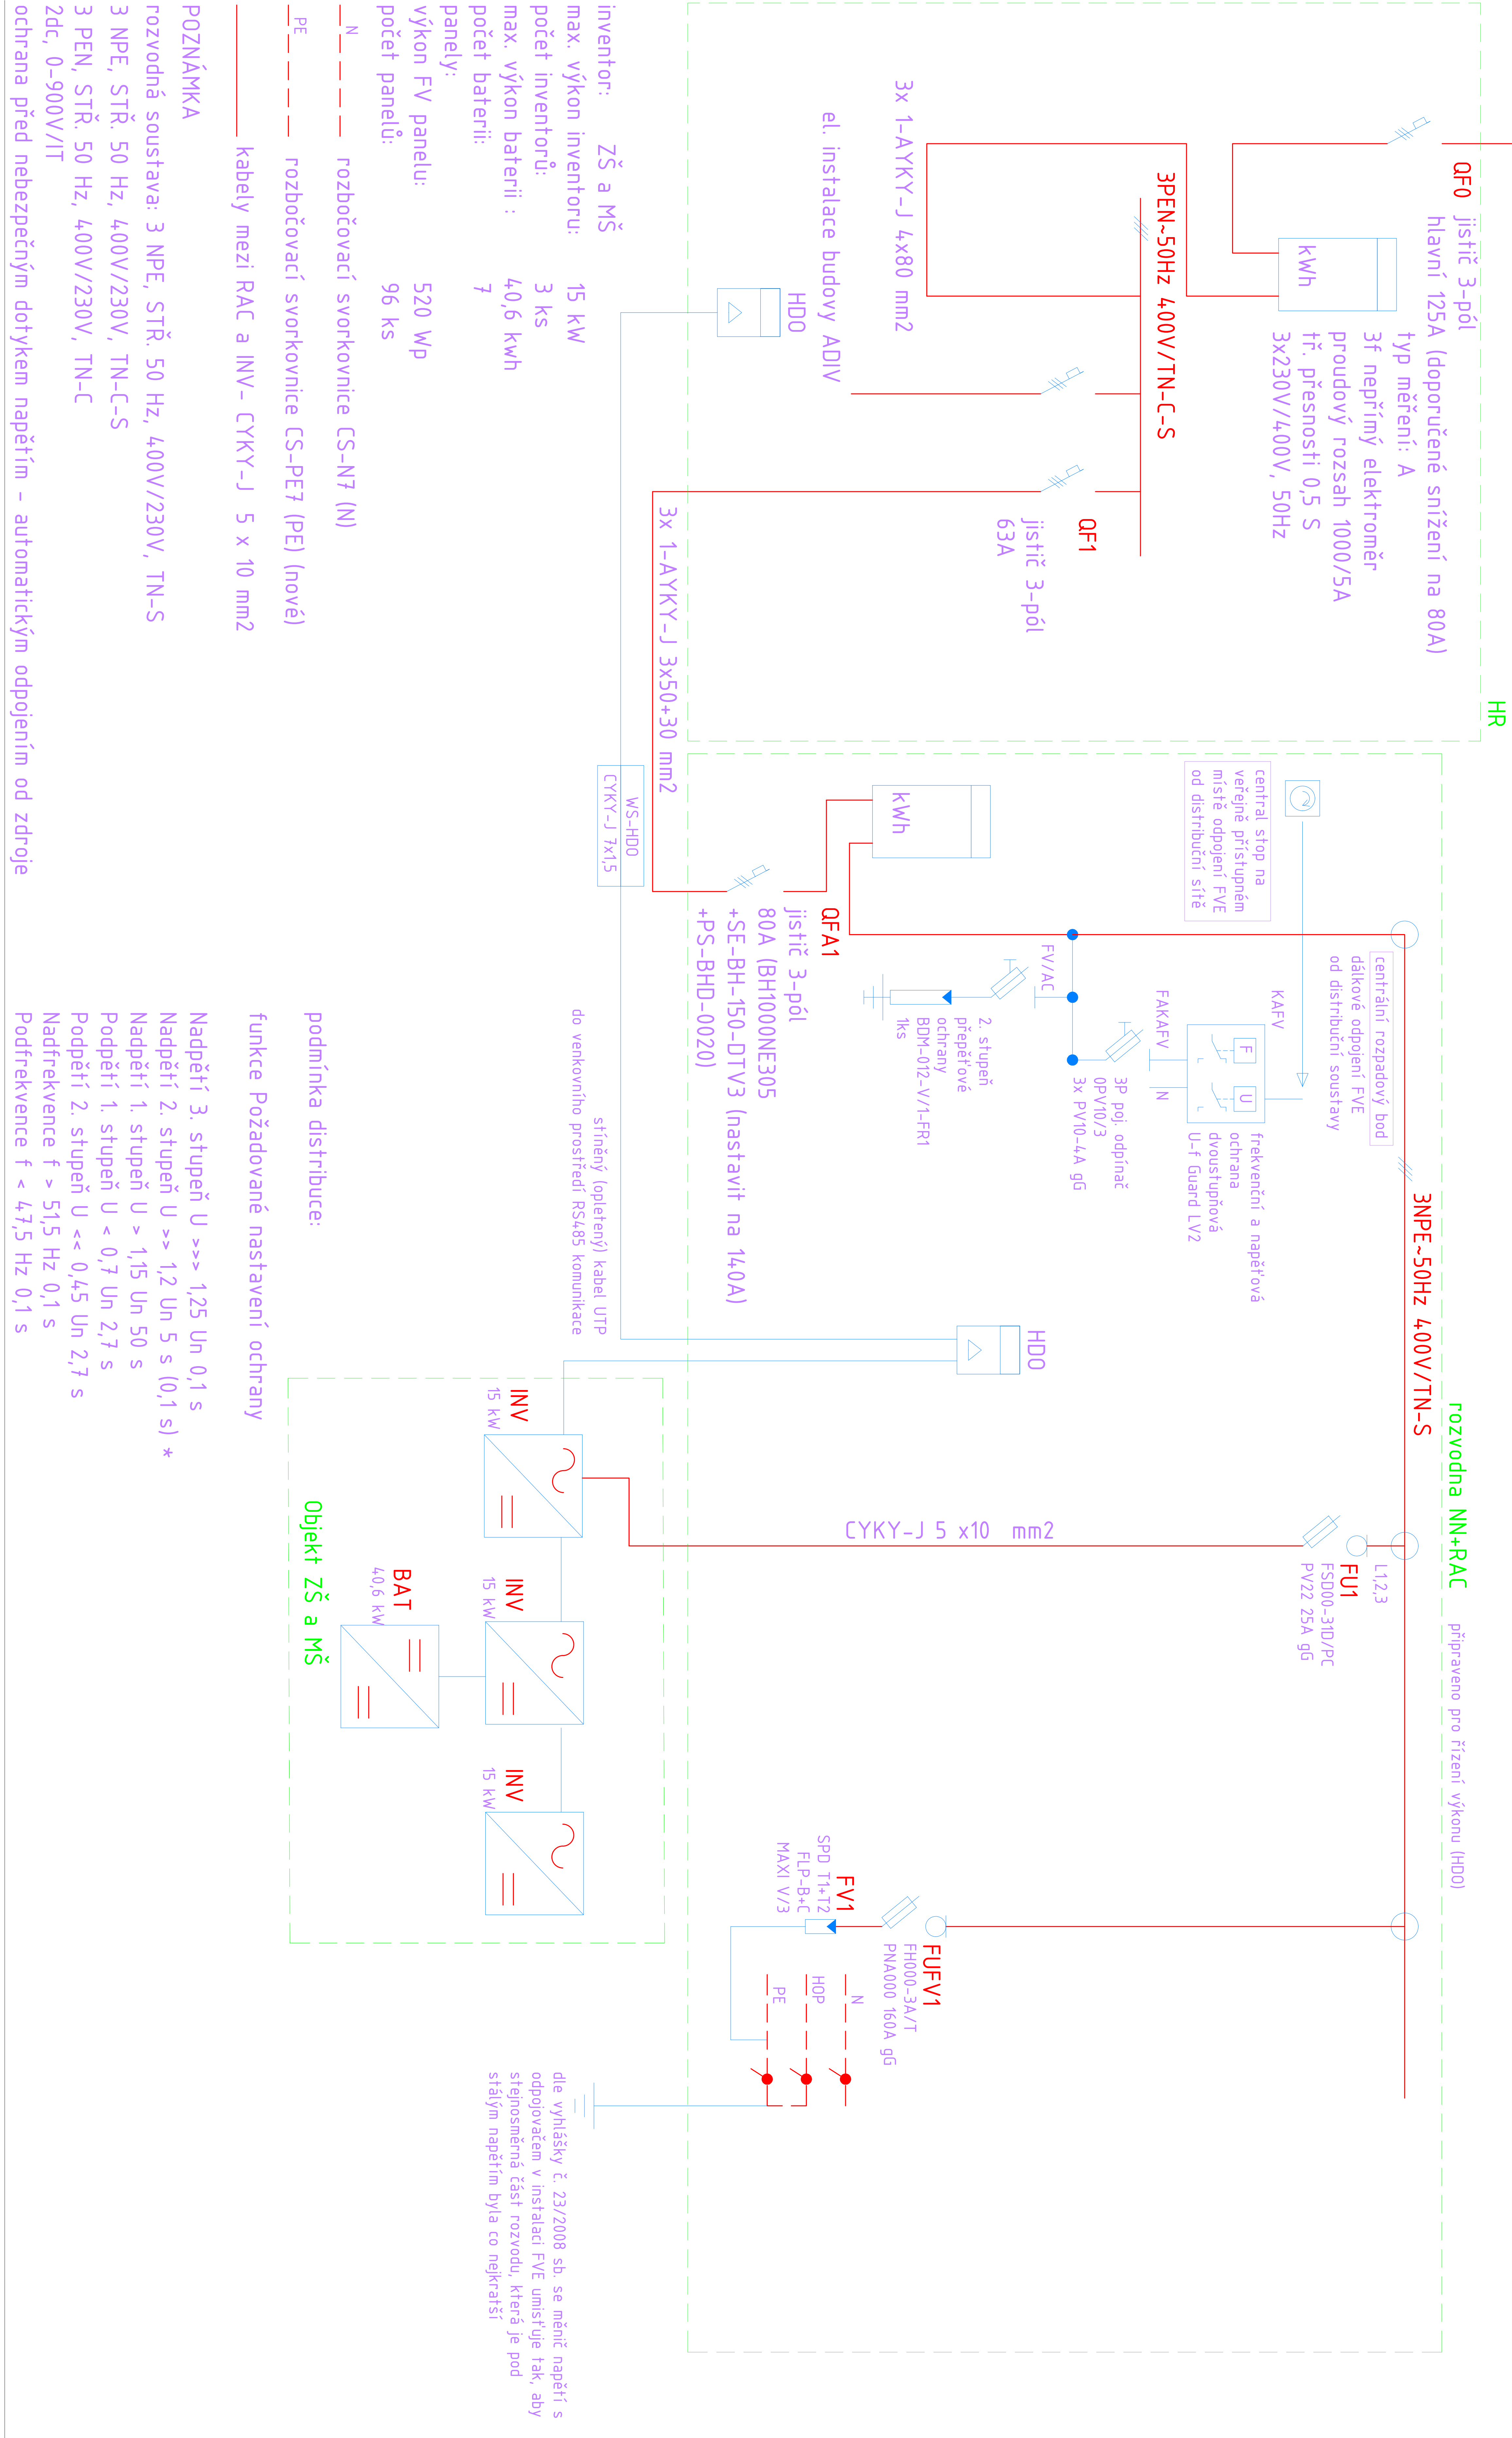 HR
QF0
jistič 3-pól
hlavní 125A (doporučené snížení na 80A)
kWh
typ měření: A
3f nepřímý elektroměr
proudový rozsah 1000/5A
tř. přesnosti 0,5 S
3x230V/400V, 50Hz
3PEN~50Hz 400V/TN-C-S
3x 1-AYKY-J 4x80 mm2
el. instalace budovy ADIV
HDO
QF1
jistič 3-pól
63A
3x 1-AYKY-J 3x50+30 mm2
WS-HDO
CYKY-J 7x1,5
rozvodna NN+RAC
připraveno pro řízení výkonu (HDO)
central stop na
veřejně přístupném
místě odpojení FVE
od distribuční sítě
centrální rozpadový bod
dálkové odpojení FVE
od distribuční soustavy
3NPE~50Hz 400V/TN-S
kWh
QFA1
jistič 3-pól
80A (BH1000NE305
+SE-BH-150-DTV3 (nastavit na 140A)
+PS-BHD-0020)
FV/AC
2. stupeň
přepěťové
ochrany
BDM-012-V/1-FR1
1ks
KAFV
F
U
FAKAFV
N
frekvenční a napěťová
ochrana
dvoustupňová
U-f Guard LV2
3P poj. odpínač
OPV10/3
3x PV10-4A gG
HDO
L1,2,3
FU1
FSD00-31D/PC
PV22 25A gG
CYKY-J 5 x10 mm2
FUFV1
FH000-3A/T
PNA000 160A gG
FV1
SPD T1+T2
FLP-B+C
MAXI V/3
N
HOP
PE
stíněný (opletený) kabel UTP
do venkovního prostředí RS485 komunikace
INV
15 kW
INV
15 kW
INV
15 kW
BAT
40,6 kW
Objekt ZŠ a MŠ
dle vyhlášky č. 23/2008 sb. se měnič napětí s
odpojovačem v instalaci FVE umisťuje tak, aby
stejnosměrná část rozvodu, která je pod
stálým napětím byla co nejkratší
inventor: ZŠ a MŠ
max. výkon inventoru: 15 kW
počet inventorů: 3 ks
max. výkon baterii : 40,6 kwh
počet baterii: 7
panely:
výkon FV panelu: 520 Wp
počet panelů: 96 ks
N
rozbočovací svorkovnice CS-N7 (N)
PE
rozbočovací svorkovnice CS-PE7 (PE) (nové)
kabely mezi RAC a INV- CYKY-J 5 x 10 mm2
POZNÁMKA
rozvodná soustava: 3 NPE, STŘ. 50 Hz, 400V/230V, TN-S
3 NPE, STŘ. 50 Hz, 400V/230V, TN-C-S
3 PEN, STŘ. 50 Hz, 400V/230V, TN-C
2dc, 0-900V/IT
ochrana před nebezpečným dotykem napětím - automatickým odpojením od zdroje
podmínka distribuce:
funkce Požadované nastavení ochrany
Nadpětí 3. stupeň U >>> 1,25 Un 0,1 s
Nadpětí 2. stupeň U >> 1,2 Un 5 s (0,1 s) *
Nadpětí 1. stupeň U > 1,15 Un 50 s
Podpětí 1. stupeň U < 0,7 Un 2,7 s
Podpětí 2. stupeň U << 0,45 Un 2,7 s
Nadfrekvence f > 51,5 Hz 0,1 s
Podfrekvence f < 47,5 Hz 0,1 s